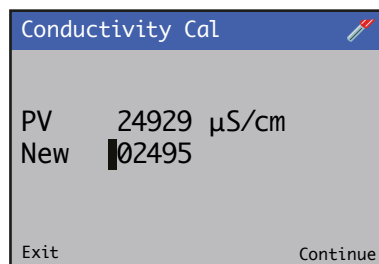 Conductivity Cal
PV 24929 µS/cm
New 02495
Exit Continue